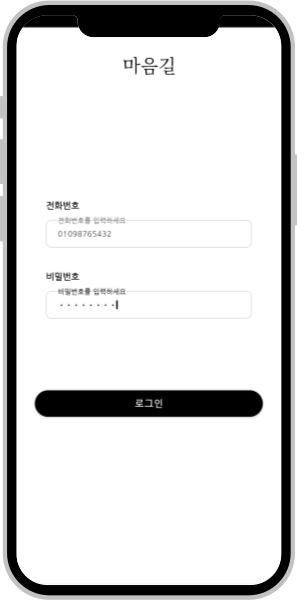 마음길
전화번호
전화번호를 입력하세요
01098765432
비밀번호
비밀번호를 입력하세요
········
로그인